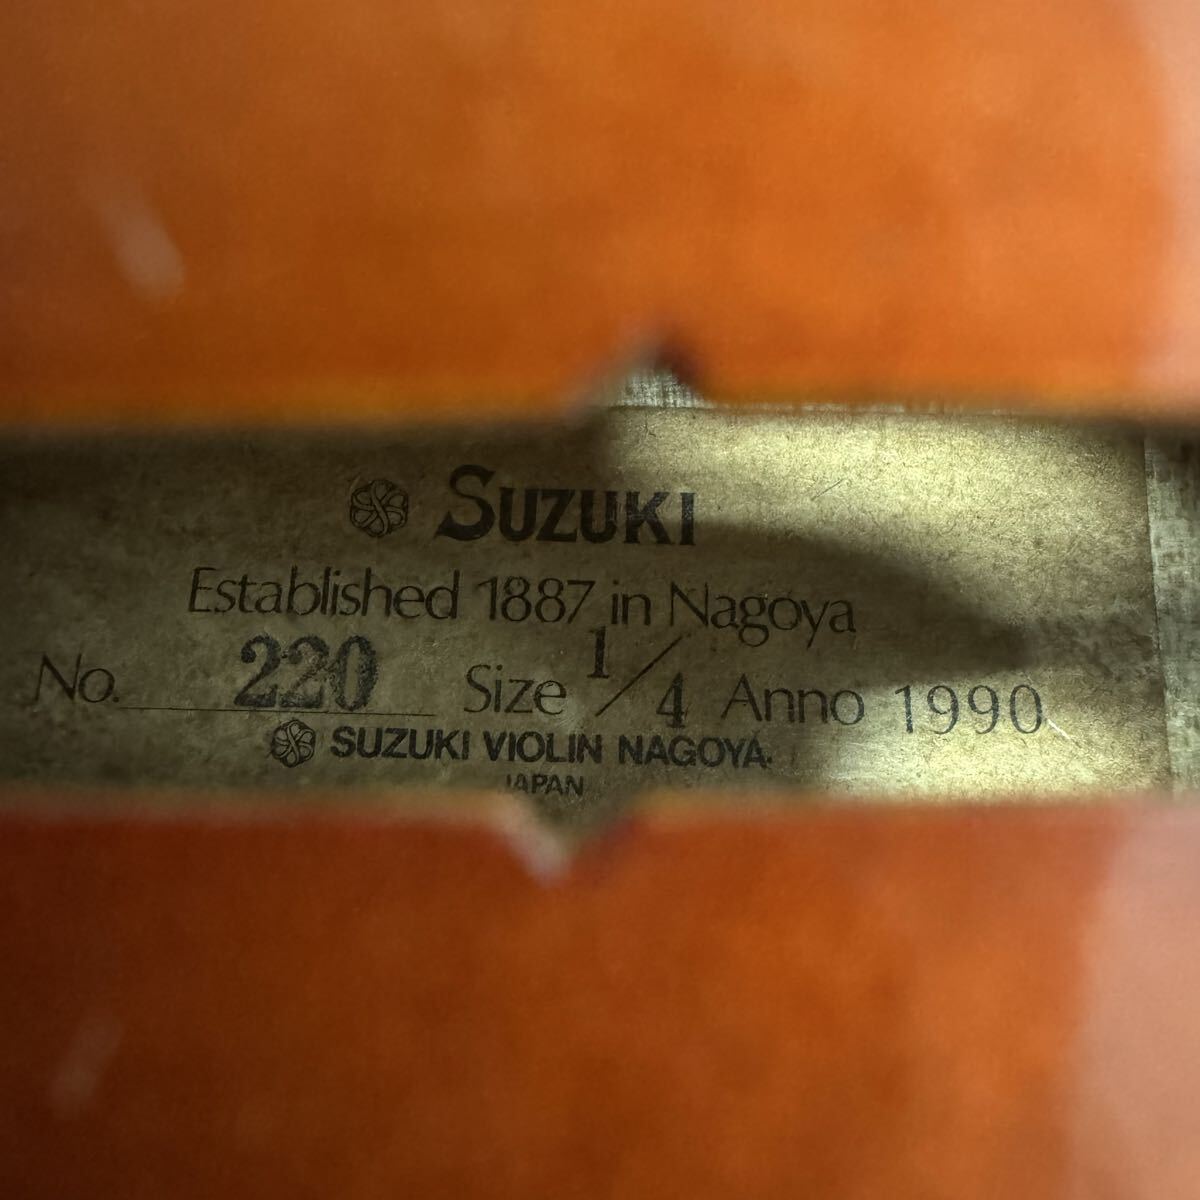 SUZUKI
Established 1887 in Nagoya
No. 220 Size 1/4 Anno 1990
SUZUKI VIOLIN NAGOYA.
JAPAN